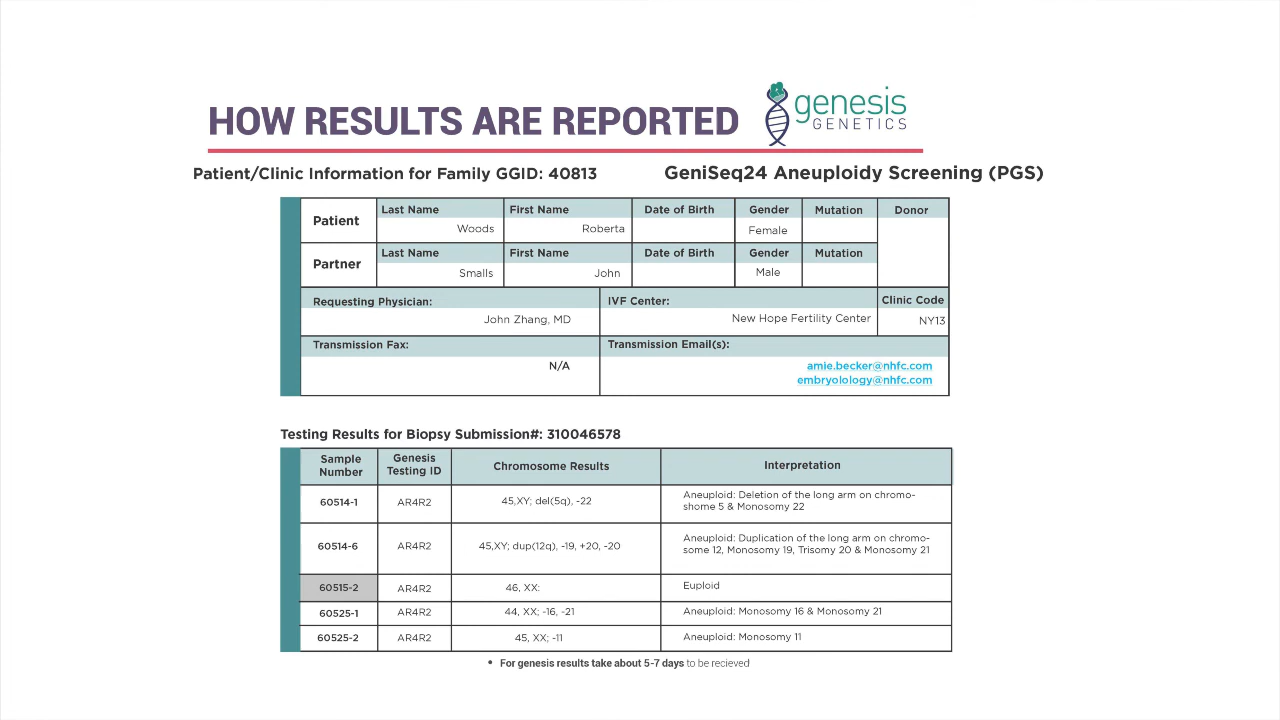 HOW RESULTS ARE REPORTED
genesis
GENETICS
Patient/Clinic Information for Family GGID: 40813
GeniSeq24 Aneuploidy Screening (PGS)
Patient
Last Name
First Name
Date of Birth
Gender
Mutation
Donor
Woods
Roberta
Female
Partner
Last Name
First Name
Date of Birth
Gender
Mutation
Smalls
John
Male
Requesting Physician:
IVF Center:
Clinic Code
John Zhang, MD
New Hope Fertility Center
NY13
Transmission Fax:
Transmission Email(s):
N/A
amie.becker@nhfc.com
embryolology@nhfc.com
Testing Results for Biopsy Submission#: 310046578
Sample
Number
Genesis
Testing ID
Chromosome Results
Interpretation
60514-1
AR4R2
45,XY; del(5q), -22
Aneuploid: Deletion of the long arm on chromo-
shome 5 & Monosomy 22
60514-6
AR4R2
45,XY; dup(12q), -19, +20, -20
Aneuploid: Duplication of the long arm on chromo-
some 12, Monosomy 19, Trisomy 20 & Monosomy 21
60515-2
AR4R2
46, XX:
Euploid
60525-1
AR4R2
44, XX; -16, -21
Aneuploid: Monosomy 16 & Monosomy 21
60525-2
AR4R2
45, XX; -11
Aneuploid: Monosomy 11
• For genesis results take about 5-7 days to be recieved